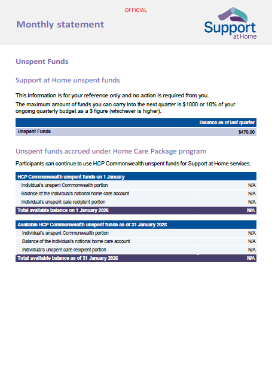 OFFICIAL
Monthly statement
Support
at Home
Unspent Funds
Support at Home unspent funds
This information is for your reference only and no action is required from you.
The maximum amount of funds you can carry into the next quarter is $1000 or 10% of your
ongoing quarterly budget as a $ figure (whichever is higher).
Balance as of last quarter
Unspent Funds $470.00
Unspent funds accrued under Home Care Package program
Participants can continue to use HCP Commonwealth unspent funds for Support at Home services.
HCP Commonwealth unspent funds on 1 January
Individual's unspent Commonwealth portion N/A
Balance of the individual's notional home care account N/A
Individual's unspent care recipient portion N/A
Total available balance on 1 January 2026 N/A
Available HCP Commonwealth unspent funds as of 31 January 2026
Individual's unspent Commonwealth portion N/A
Balance of the individual's notional home care account N/A
Individual's unspent care recipient portion N/A
Total available balance as of 31 January 2026 N/A